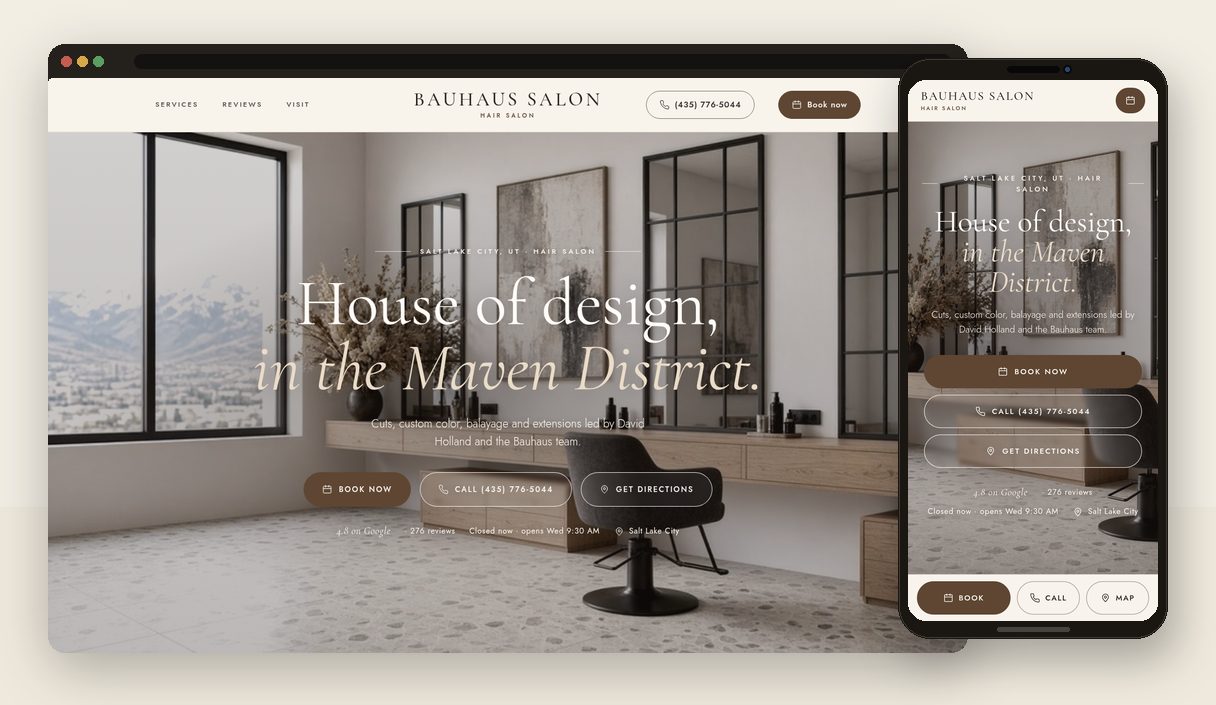 SERVICES REVIEWS VISIT
BAUHAUS SALON
HAIR SALON
(435) 776-5044
Book now
SALT LAKE CITY, UT · HAIR SALON
House of design,
in the Maven District.
Cuts, custom color, balayage and extensions led by David
Holland and the Bauhaus team.
BOOK NOW
CALL (435) 776-5044
GET DIRECTIONS
4.8 on Google · 276 reviews Closed now · opens Wed 9:30 AM Salt Lake City
BAUHAUS SALON
HAIR SALON
SALT LAKE CITY, UT · HAIR
SALON
House of design,
in the Maven
District.
Cuts, custom color, balayage and extensions led by
David Holland and the Bauhaus team.
BOOK NOW
CALL (435) 776-5044
GET DIRECTIONS
4.8 on Google · 276 reviews
Closed now · opens Wed 9:30 AM Salt Lake City
BOOK CALL MAP